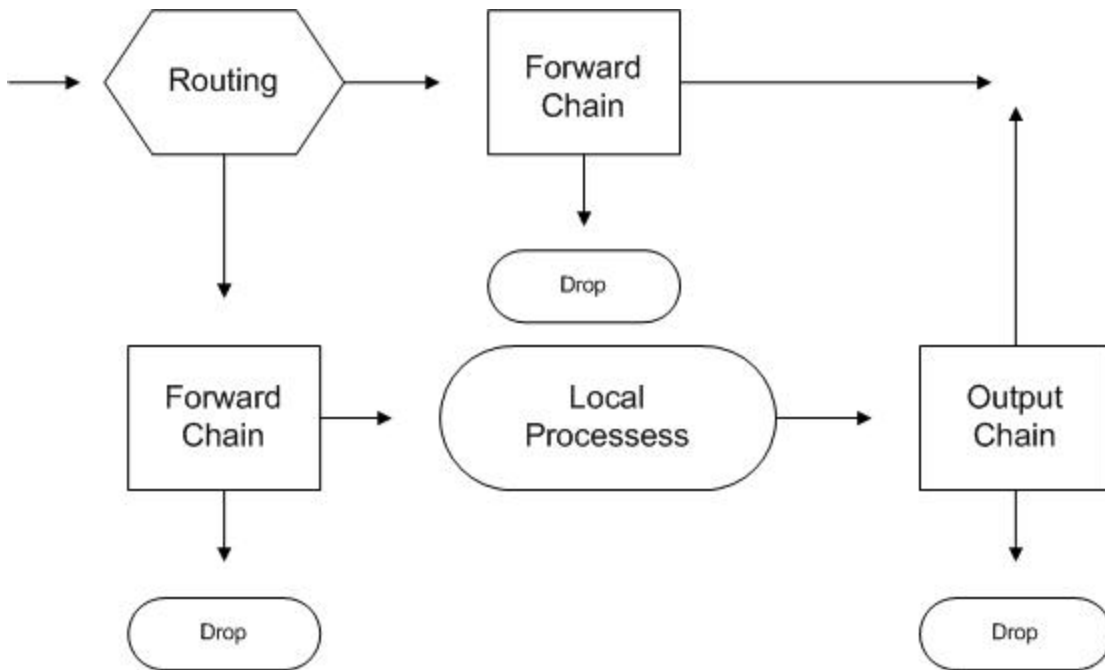 Routing
Forward
Chain
Drop
Forward
Chain
Local
Processess
Output
Chain
Drop
Drop